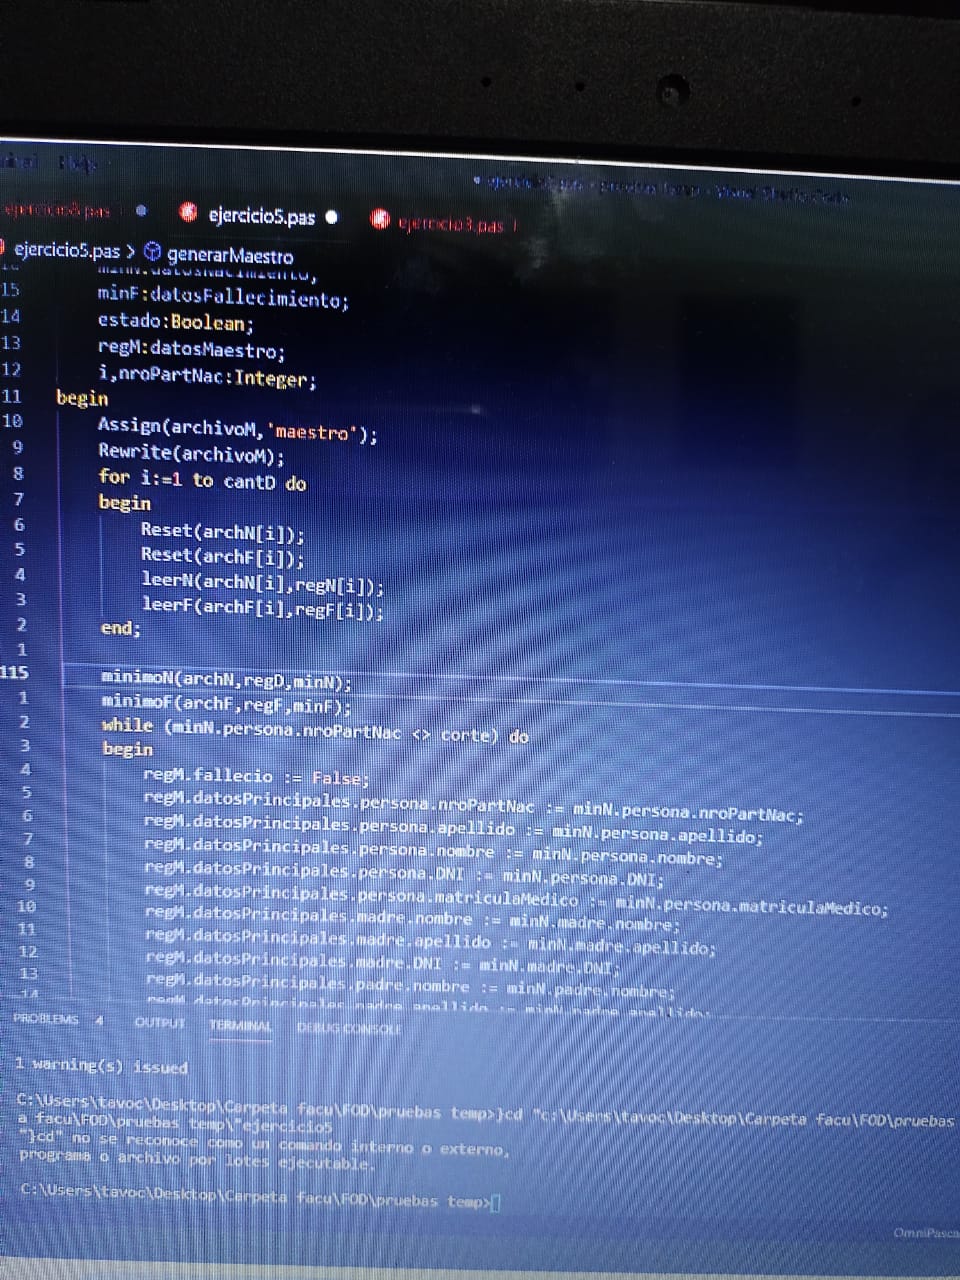 ejercicio5.pas ejercicio3.pas
ejercicio5.pas > generarMaestro
15 minF:datosFallecimiento;
14 estado:Boolean;
13 regM:datosMaestro;
12 i,nroPartNac:Integer;
11 begin
10 Assign(archivoM,'maestro');
9 Rewrite(archivoM);
8 for i:=1 to cantD do
7 begin
6 Reset(archN[i]);
5 Reset(archF[i]);
4 leerN(archN[i],regN[i]);
3 leerF(archF[i],regF[i]);
2 end;
1
115 minimoN(archN,regD,minN);
1 minimoF(archF,regF,minF);
2 while (minN.persona.nroPartNac <> corte) do
3 begin
4 regM.fallecio := False;
5 regM.datosPrincipales.persona.nroPartNac := minN.persona.nroPartNac;
6 regM.datosPrincipales.persona.apellido := minN.persona.apellido;
7 regM.datosPrincipales.persona.nombre := minN.persona.nombre;
8 regM.datosPrincipales.persona.DNI := minN.persona.DNI;
9 regM.datosPrincipales.persona.matriculaMedico := minN.persona.matriculaMedico;
10 regM.datosPrincipales.madre.nombre := minN.madre.nombre;
11 regM.datosPrincipales.madre.apellido := minN.madre.apellido;
12 regM.datosPrincipales.madre.DNI := minN.madre.DNI;
13 regM.datosPrincipales.padre.nombre := minN.padre.nombre;
14 regM.datosPrincipales.padre.apellido := minN.padre.apellido;
PROBLEMS 4 OUTPUT TERMINAL DEBUG CONSOLE
1 warning(s) issued
C:\Users\tavoc\Desktop\Carpeta facu\FOD\pruebas temp>}cd "c:\Users\tavoc\Desktop\Carpeta facu\FOD\pruebas
a facu\FOD\pruebas temp\"ejercicio5
"}cd" no se reconoce como un comando interno o externo,
programa o archivo por lotes ejecutable.
C:\Users\tavoc\Desktop\Carpeta facu\FOD\pruebas temp>
OmniPasca